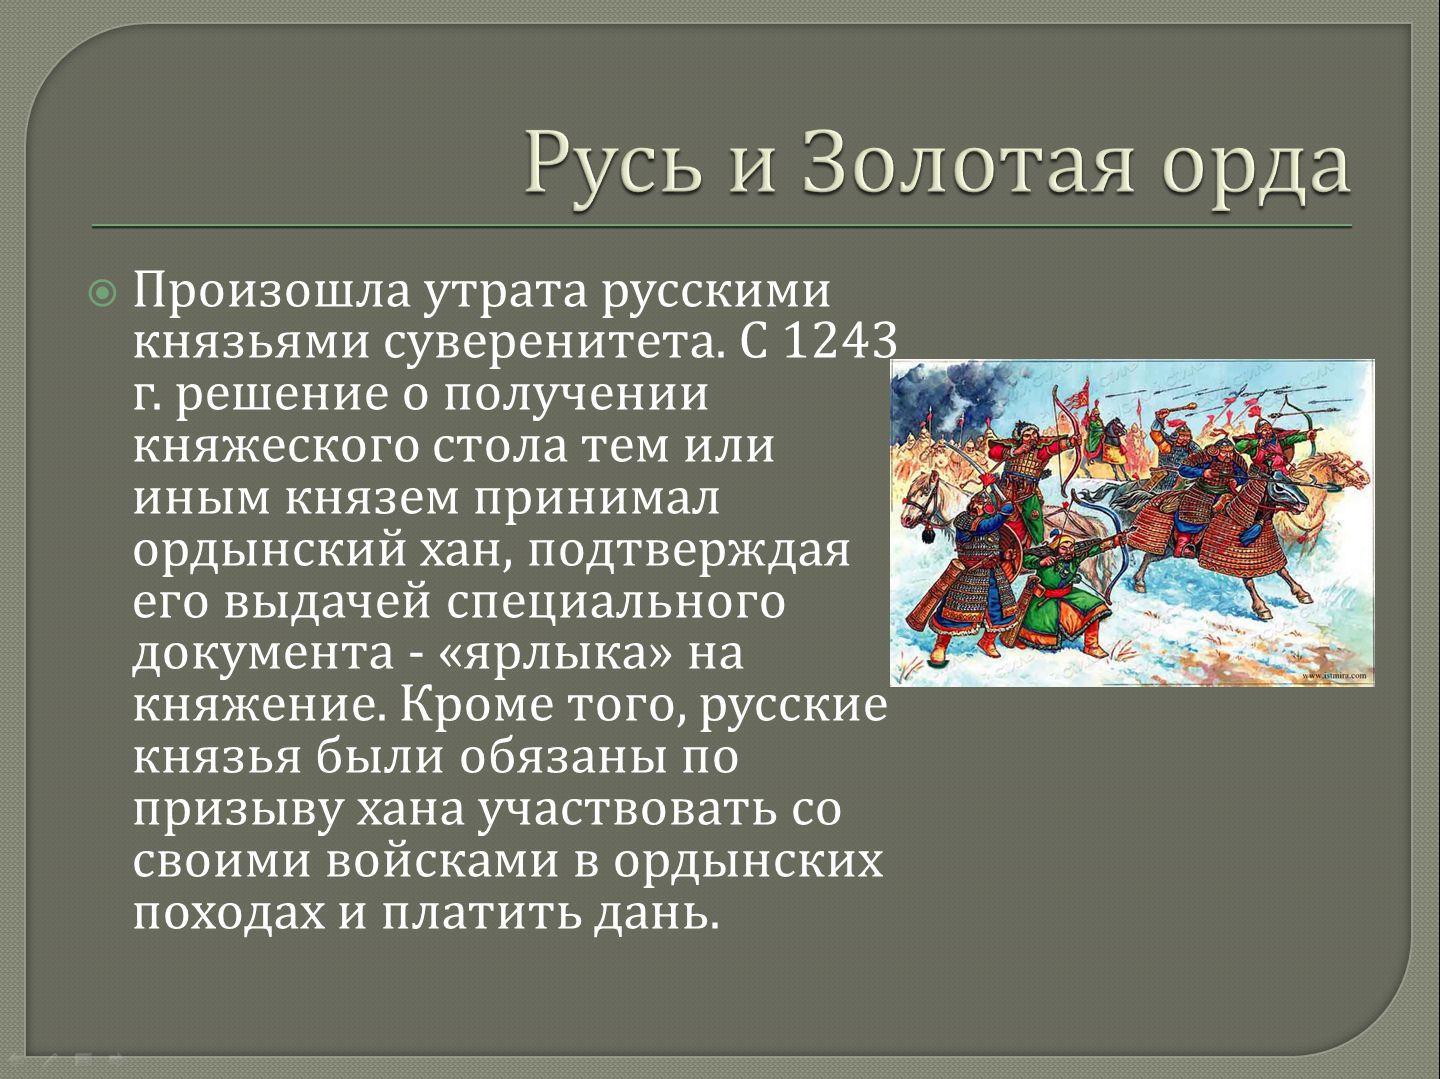 Русь и Золотая орда
Произошла утрата русскими
князьями суверенитета. С 1243
г. решение о получении
княжеского стола тем или
иным князем принимал
ордынский хан, подтверждая
его выдачей специального
документа - «ярлыка» на
княжение. Кроме того, русские
князья были обязаны по
призыву хана участвовать со
своими войсками в ордынских
походах и платить дань.
www.istmira.com